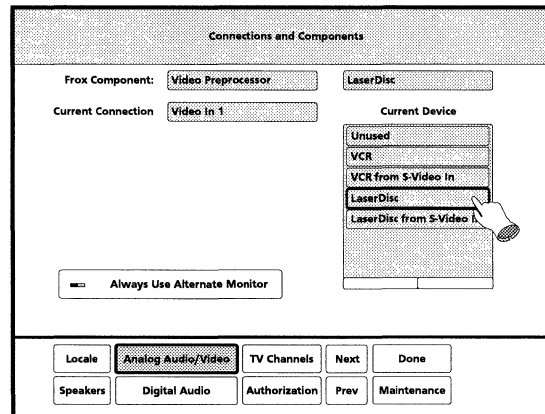 Connections and Components
Frox Component: Video Preprocessor LaserDisc
Current Connection Video In 1 Current Device
Unused
VCR
VCR from S-Video In
LaserDisc
LaserDisc from S-Video
Always Use Alternate Monitor
Locale Analog Audio/Video TV Channels Next Done
Speakers Digital Audio Authorization Prev Maintenance